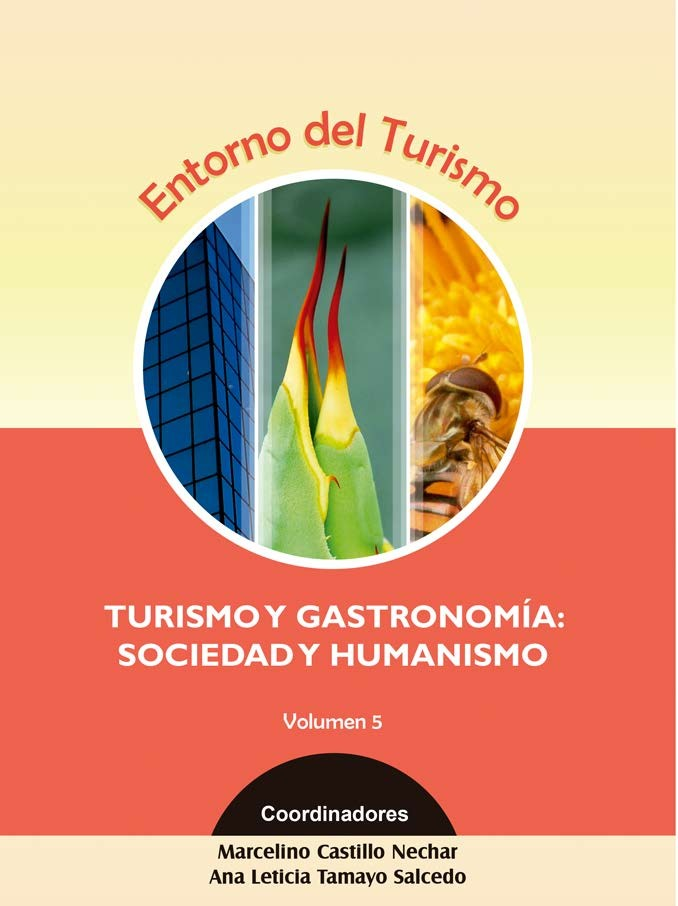 Entorno del Turismo
TURISMO Y GASTRONOMÍA:
SOCIEDAD Y HUMANISMO
Volumen 5
Coordinadores
Marcelino Castillo Nechar
Ana Leticia Tamayo Salcedo